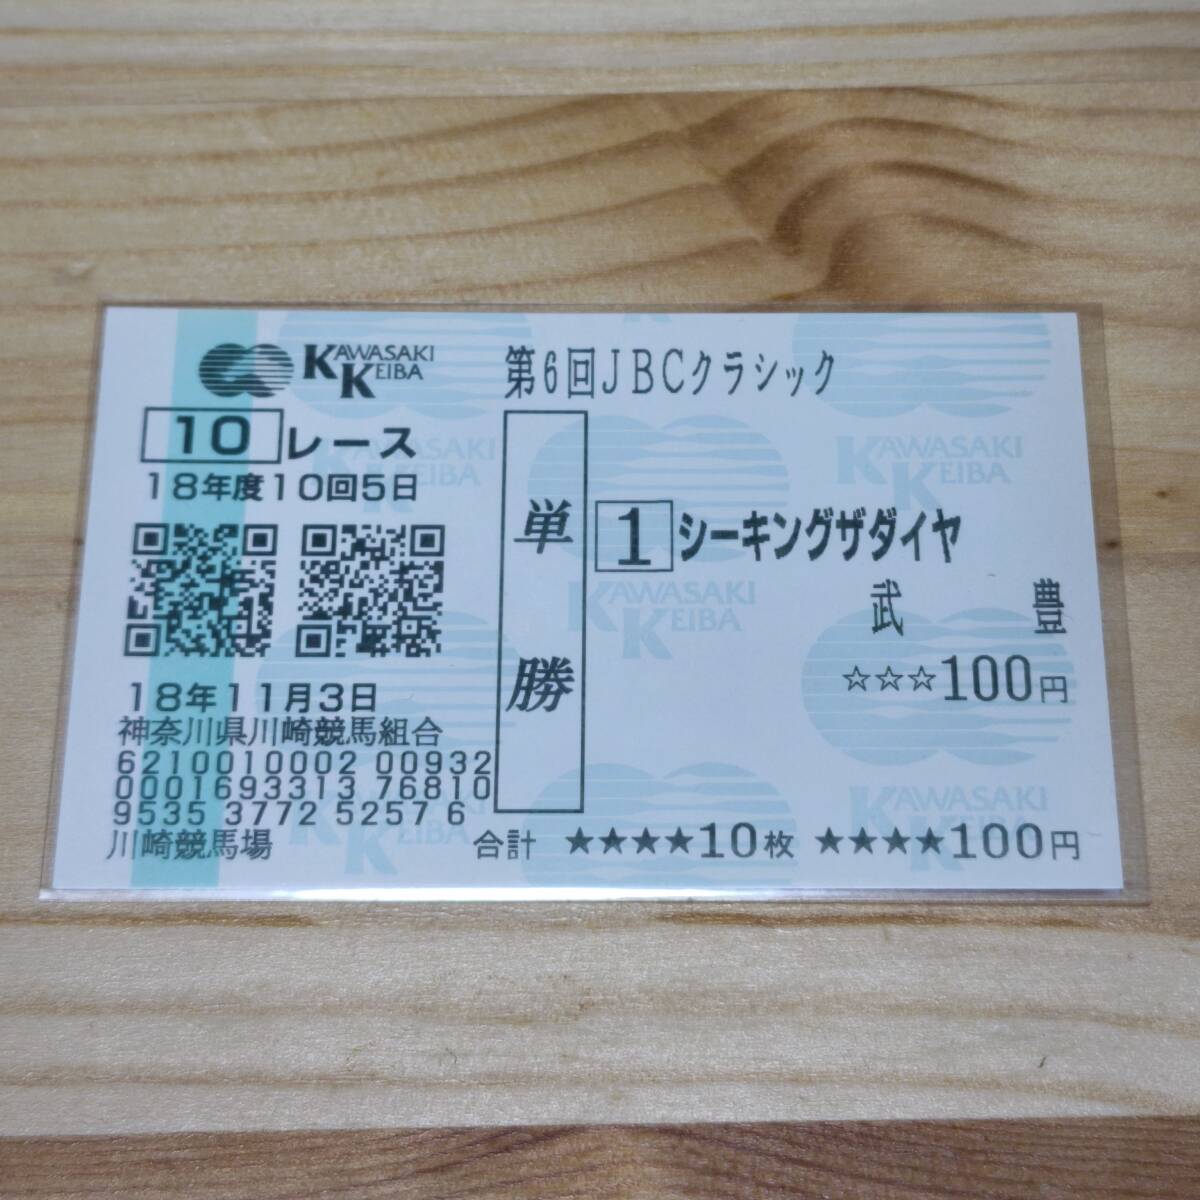 KAWASAKI KEIBA
第6回JBCクラシック
10レース
18年度10回5日
単勝
1 シーキングザダイヤ
武 豊
☆☆☆100円
18年11月3日
神奈川県川崎競馬組合
6210010002 00932
0001693313 76810
9535 3772 5257 6
川崎競馬場
合計 ★★★★10枚 ★★★★100円